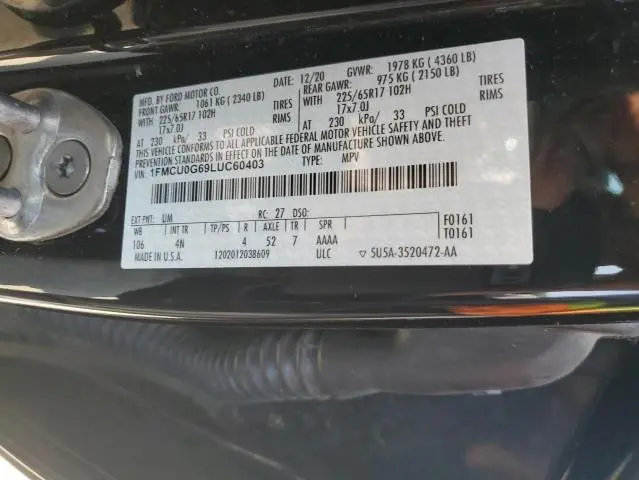 MFD. BY FORD MOTOR CO. DATE: 12/20 GVWR: 1978 KG ( 4360 LB)
FRONT GAWR: 1061 KG ( 2340 LB) REAR GAWR: 975 KG ( 2150 LB)
WITH 225/65R17 102H TIRES WITH 225/65R17 102H TIRES
17x7.0J RIMS 17x7.0J RIMS
AT 230 kPa/ 33 PSI COLD AT 230 kPa/ 33 PSI COLD
THIS VEHICLE CONFORMS TO ALL APPLICABLE FEDERAL MOTOR VEHICLE SAFETY AND THEFT
PREVENTION STANDARDS IN EFFECT ON THE DATE OF MANUFACTURE SHOWN ABOVE.
VIN: 1FMCU0G69LUC60403 TYPE: MPV
EXT PNT: UM RC: 27 DSO: F0161
WB INT TR TP/PS R AXLE TR SPR T0161
106 4N 4 52 7 AAAA
MADE IN U.S.A. 1202012038609 ULC ▽ 5U5A-3520472-AA